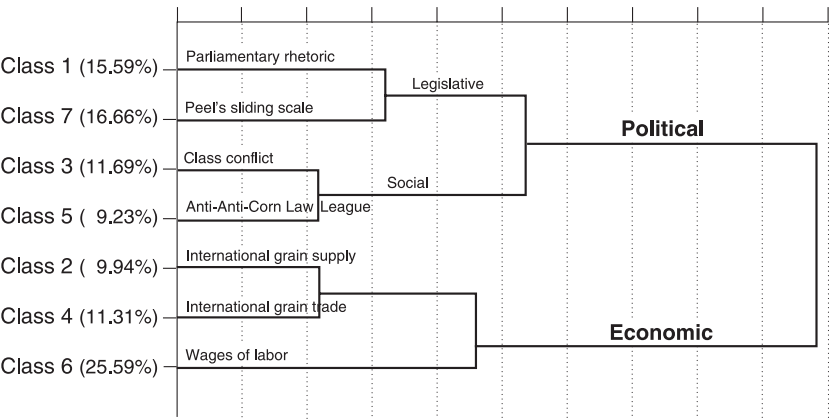 Class 1 (15.59%)
Parliamentary rhetoric
Legislative
Class 7 (16.66%)
Peel's sliding scale
Political
Class 3 (11.69%)
Class conflict
Social
Class 5 ( 9.23%)
Anti-Anti-Corn Law League
Class 2 ( 9.94%)
International grain supply
Class 4 (11.31%)
International grain trade
Economic
Class 6 (25.59%)
Wages of labor